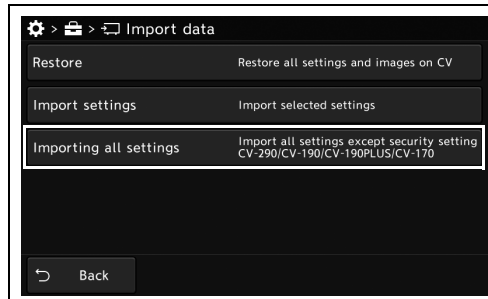 > > Import data
Restore
Restore all settings and images on CV
Import settings
Import selected settings
Importing all settings
Import all settings except security setting
CV-290/CV-190/CV-190PLUS/CV-170
Back